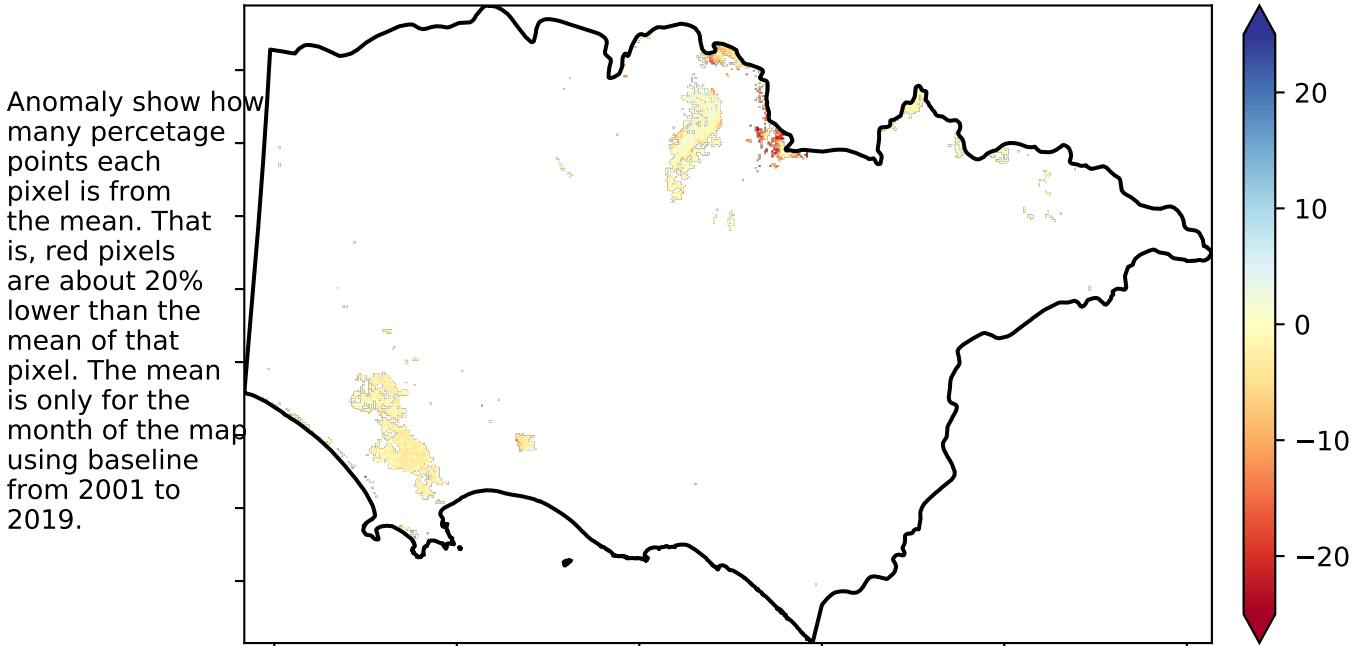 Anomaly show how
many percetage
points each
pixel is from
the mean. That
is, red pixels
are about 20%
lower than the
mean of that
pixel. The mean
is only for the
month of the map
using baseline
from 2001 to
2019.
20
10
0
−10
−20